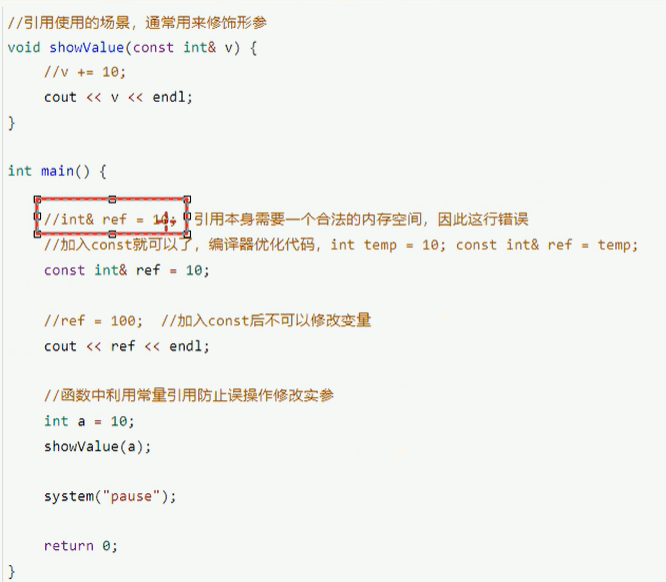 //引用使用的场景，通常用来修饰形参
void showValue(const int& v) {
//v += 10;
cout << v << endl;
}
int main() {
//int& ref = 10; 引用本身需要一个合法的内存空间，因此这行错误
//加入const就可以了，编译器优化代码，int temp = 10; const int& ref = temp;
const int& ref = 10;
//ref = 100;  //加入const后不可以修改变量
cout << ref << endl;
//函数中利用常量引用防止误操作修改实参
int a = 10;
showValue(a);
system("pause");
return 0;
}